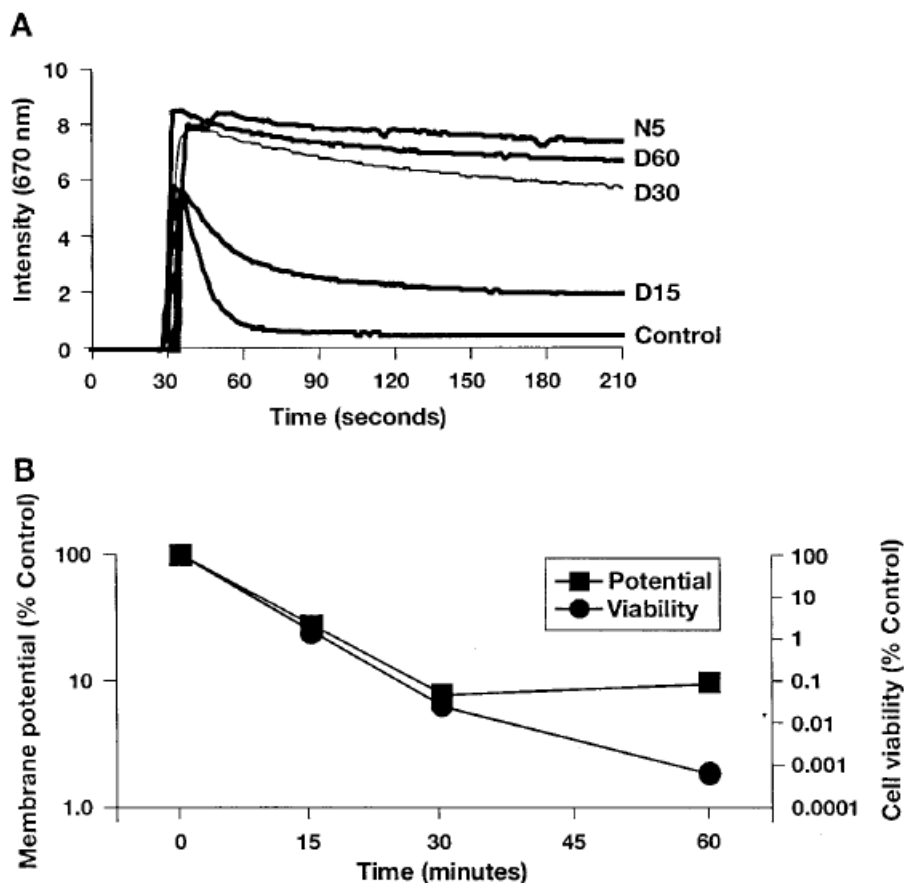 A
Intensity (670 nm)
10
8
6
4
2
0
N5
D60
D30
D15
Control
0 30 60 90 120 150 180 210
Time (seconds)
B
Membrane potential (% Control)
100
10
1.0
Potential
Viability
100
10
1
0.1
0.01
0.001
0.0001
Cell viability (% Control)
0 15 30 45 60
Time (minutes)